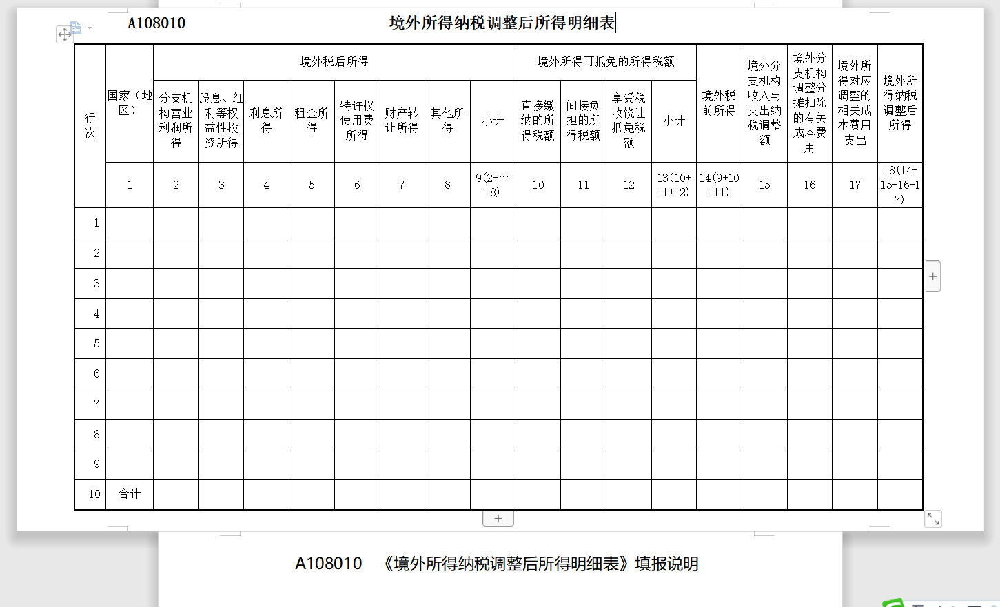 A108010 境外所得纳税调整后所得明细表
行
次
国家（地
区）
境外税后所得
境外所得可抵免的所得税额
境外税
前所得
境外分
支机构
收入与
支出纳
税调整
额
境外分
支机构
调整分
摊扣除
的有关
成本费
用
境外所
得对应
调整的
相关成
本费用
支出
境外所
得纳税
调整后
所得
分支机
构营业
利润所
得
股息、红
利等权
益性投
资所得
利息所
得
租金所
得
特许权
使用费
所得
财产转
让所得
其他所
得
小计
直接缴
纳的所
得税额
间接负
担的所
得税额
享受税
收饶让
抵免税
额
小计
1 2 3 4 5 6 7 8 9(2+…
+8) 10 11 12 13(10+
11+12) 14(9+10
+11) 15 16 17 18(14+
15-16-1
7)
1
2
3
4
5
6
7
8
9
10 合计
A108010 《境外所得纳税调整后所得明细表》填报说明